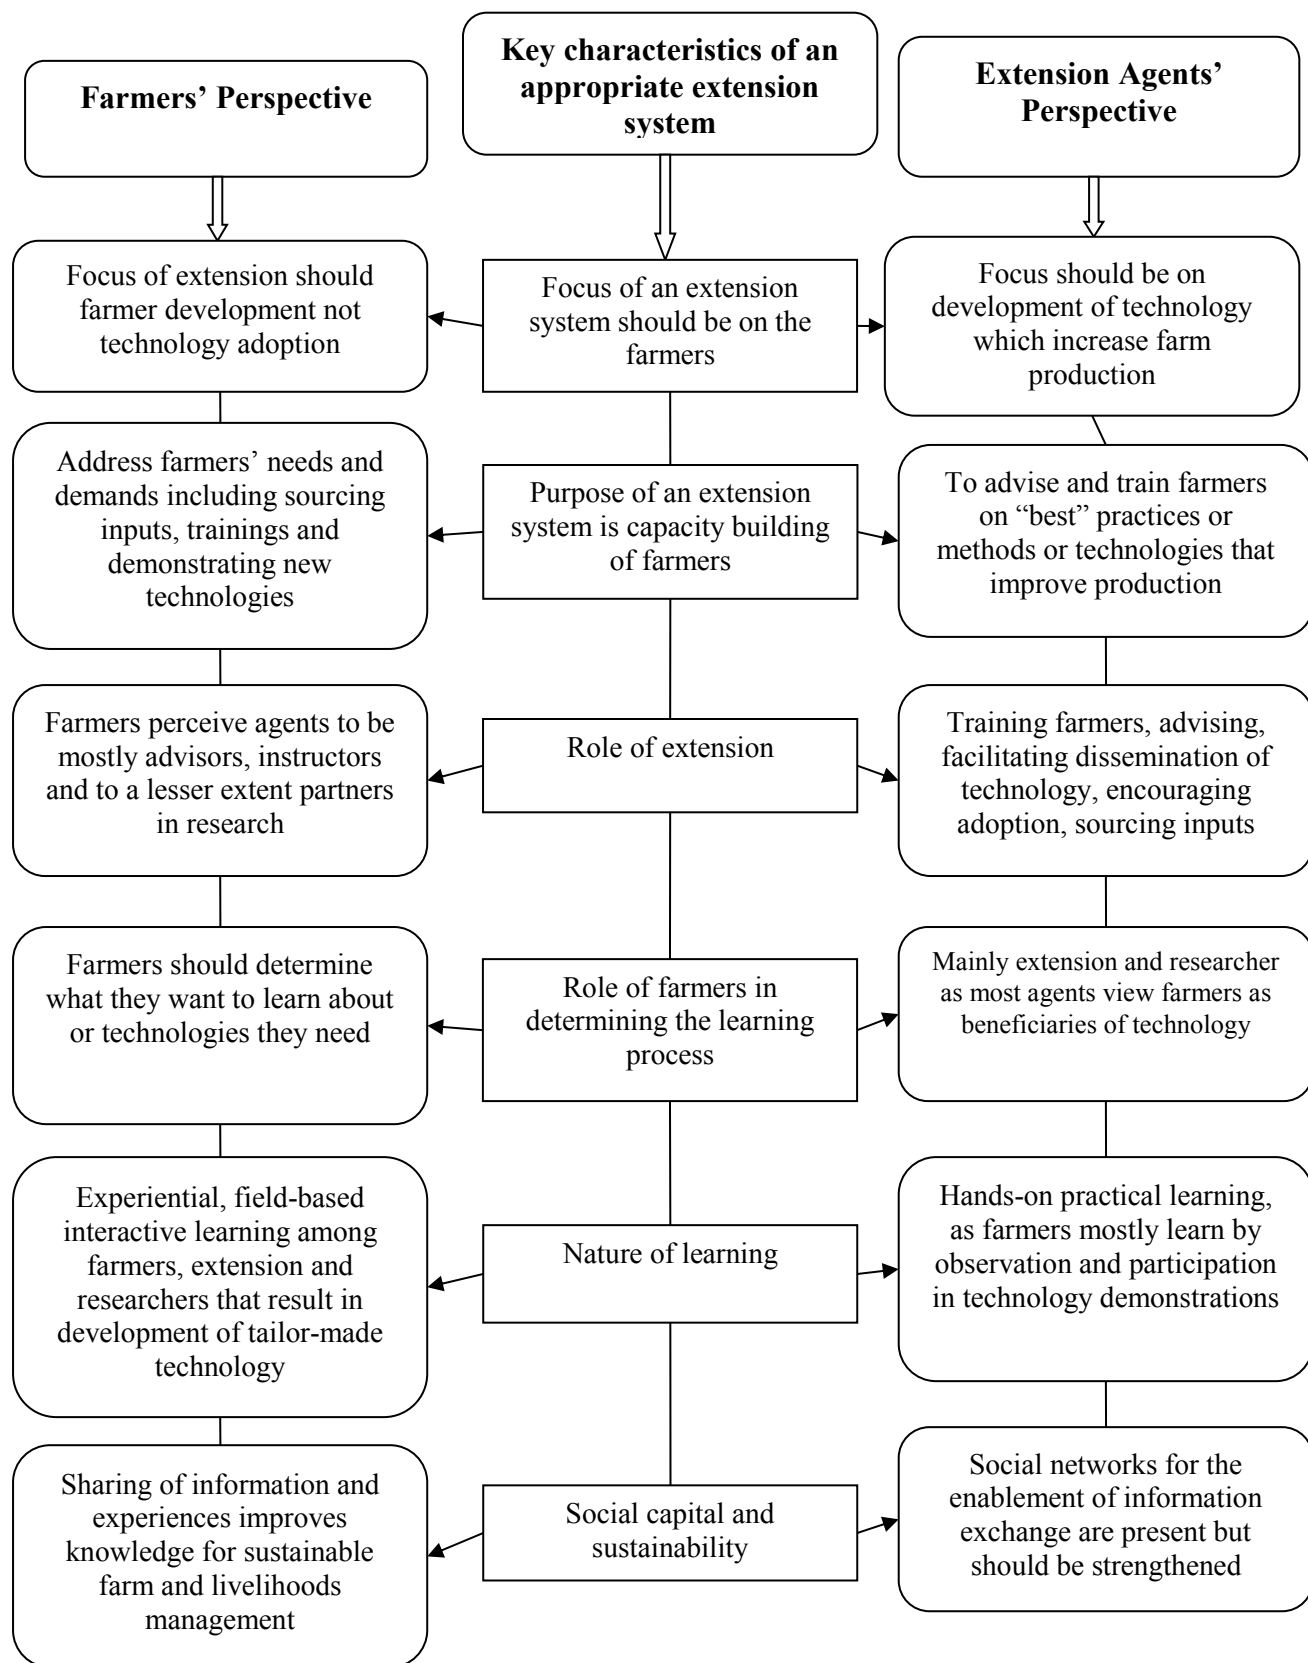 Farmers’ Perspective
Key characteristics of an
appropriate extension
system
Extension Agents’
Perspective
Focus of extension should
farmer development not
technology adoption
Focus of an extension
system should be on the
farmers
Focus should be on
development of technology
which increase farm
production
Address farmers’ needs and
demands including sourcing
inputs, trainings and
demonstrating new
technologies
Purpose of an extension
system is capacity building
of farmers
To advise and train farmers
on “best” practices or
methods or technologies that
improve production
Farmers perceive agents to be
mostly advisors, instructors
and to a lesser extent partners
in research
Role of extension
Training farmers, advising,
facilitating dissemination of
technology, encouraging
adoption, sourcing inputs
Farmers should determine
what they want to learn about
or technologies they need
Role of farmers in
determining the learning
process
Mainly extension and researcher
as most agents view farmers as
beneficiaries of technology
Experiential, field-based
interactive learning among
farmers, extension and
researchers that result in
development of tailor-made
technology
Nature of learning
Hands-on practical learning,
as farmers mostly learn by
observation and participation
in technology demonstrations
Sharing of information and
experiences improves
knowledge for sustainable
farm and livelihoods
management
Social capital and
sustainability
Social networks for the
enablement of information
exchange are present but
should be strengthened